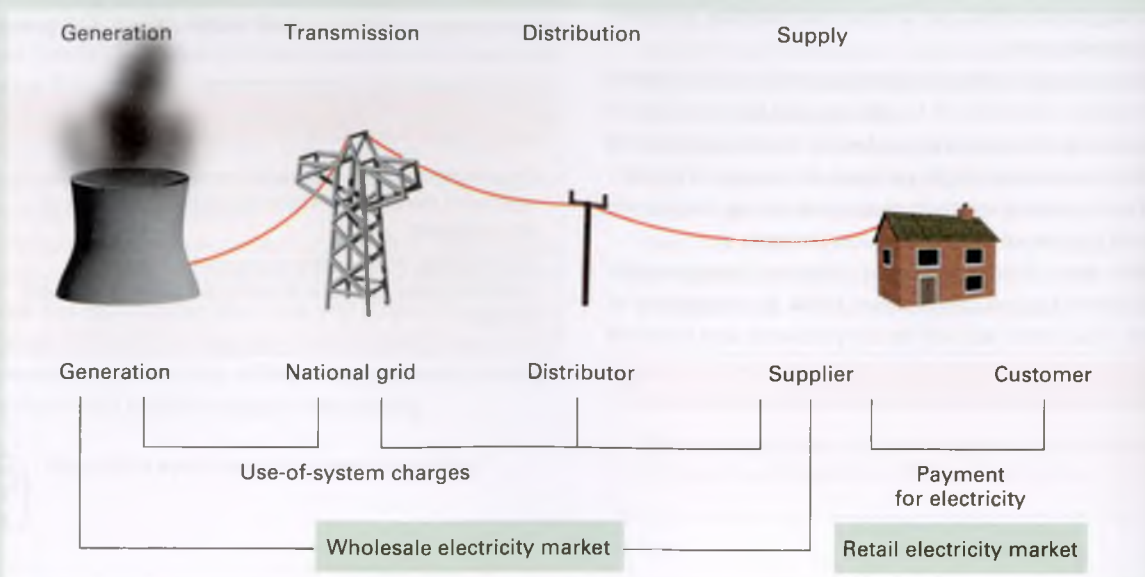 Generation Transmission Distribution Supply
Generation National grid Distributor Supplier Customer
Use-of-system charges
Payment
for electricity
Wholesale electricity market
Retail electricity market